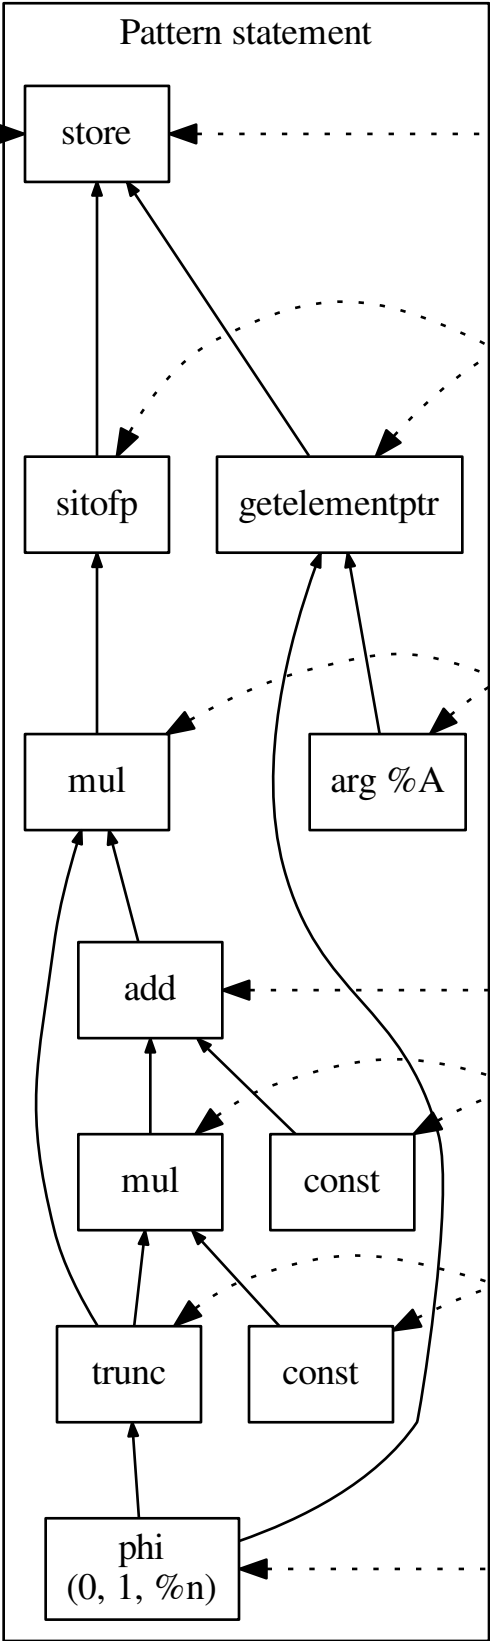 Pattern statement
store
sitofp
getelementptr
mul
arg %A
add
mul
const
trunc
const
phi
(0, 1, %n)